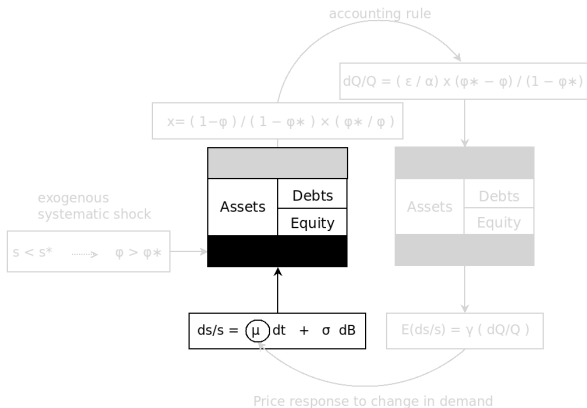 accounting rule
dQ/Q = ( ε / α) x (φ∗ − φ) / (1 − φ∗)
x= ( 1−φ ) / ( 1 − φ∗ ) × ( φ∗ / φ )
exogenous
systematic shock
Assets
Debts
Equity
Assets
Debts
Equity
s < s* φ > φ∗
ds/s = μ dt + σ dB
E(ds/s) = γ ( dQ/Q )
Price response to change in demand